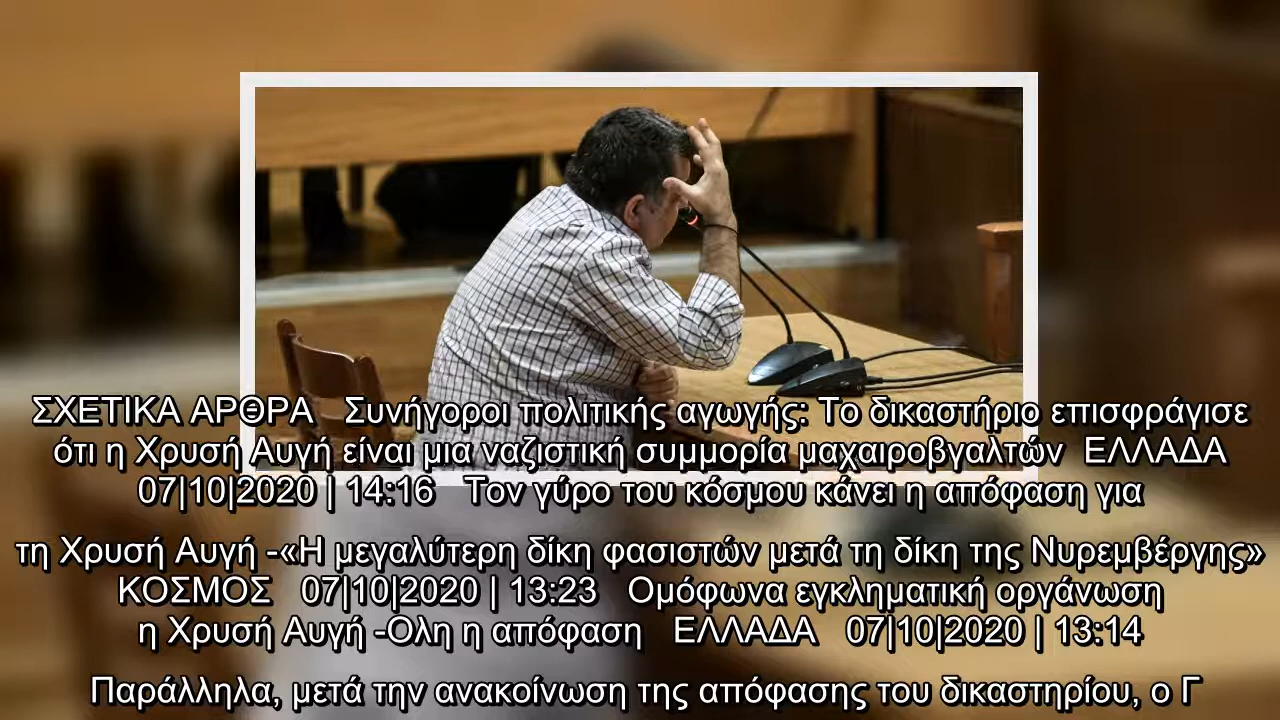 ΣΧΕΤΙΚΑ ΑΡΘΡΑ Συνήγοροι πολιτικής αγωγής: Το δικαστήριο επισφράγισε
ότι η Χρυσή Αυγή είναι μια ναζιστική συμμορία μαχαιροβγαλτών ΕΛΛΑΔΑ
07|10|2020 | 14:16 Τον γύρο του κόσμου κάνει η απόφαση για
τη Χρυσή Αυγή -«Η μεγαλύτερη δίκη φασιστών μετά τη δίκη της Νυρεμβέργης»
ΚΟΣΜΟΣ 07|10|2020 | 13:23 Ομόφωνα εγκληματική οργάνωση
η Χρυσή Αυγή -Ολη η απόφαση ΕΛΛΑΔΑ 07|10|2020 | 13:14
Παράλληλα, μετά την ανακοίνωση της απόφασης του δικαστηρίου, ο Γ